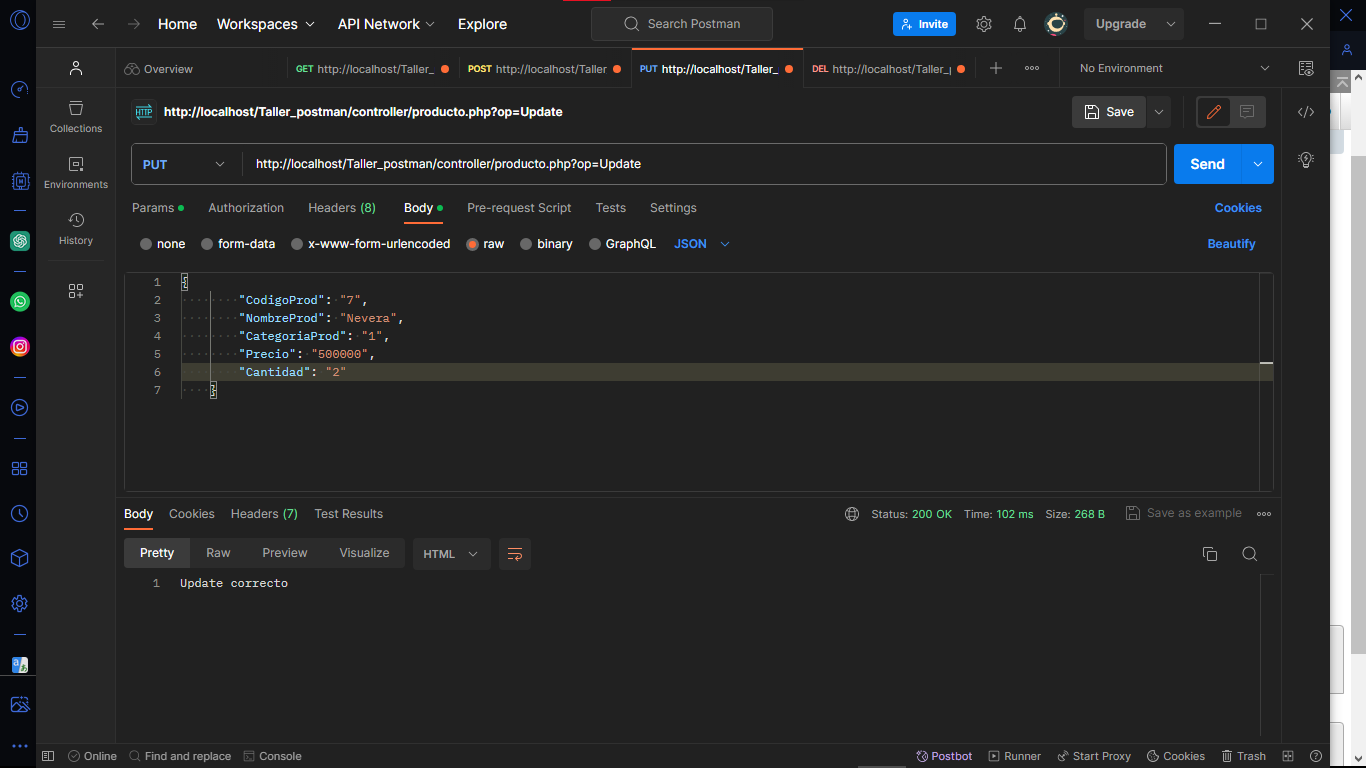 Home Workspaces API Network Explore Search Postman Invite Upgrade
Overview GET http://localhost/Taller_ POST http://localhost/Taller PUT http://localhost/Taller_ DEL http://localhost/Taller_ No Environment
HTTP http://localhost/Taller_postman/controller/producto.php?op=Update Save
Collections
Environments
History
PUT http://localhost/Taller_postman/controller/producto.php?op=Update Send
Params Authorization Headers (8) Body Pre-request Script Tests Settings Cookies
none form-data x-www-form-urlencoded raw binary GraphQL JSON Beautify
1 {
2 "CodigoProd": "7",
3 "NombreProd": "Nevera",
4 "CategoriaProd": "1",
5 "Precio": "500000",
6 "Cantidad": "2"
7 }
Body Cookies Headers (7) Test Results Status: 200 OK Time: 102 ms Size: 268 B Save as example
Pretty Raw Preview Visualize HTML
1 Update correcto
Online Find and replace Console Postbot Runner Start Proxy Cookies Trash